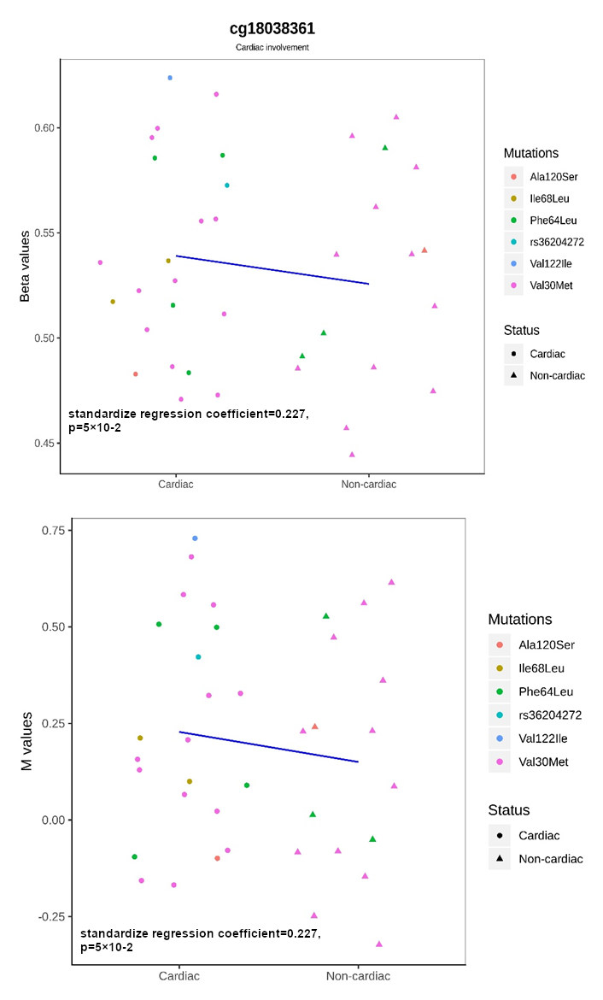 cg18038361
Cardiac involvement
Beta values
0.60
0.55
0.50
0.45
standardize regression coefficient=0.227,
p=5×10-2
Cardiac
Non-cardiac
Mutations
Ala120Ser
Ile68Leu
Phe64Leu
rs36204272
Val122Ile
Val30Met
Status
Cardiac
Non-cardiac
M values
0.75
0.50
0.25
0.00
-0.25
standardize regression coefficient=0.227,
p=5×10-2
Cardiac
Non-cardiac
Mutations
Ala120Ser
Ile68Leu
Phe64Leu
rs36204272
Val122Ile
Val30Met
Status
Cardiac
Non-cardiac